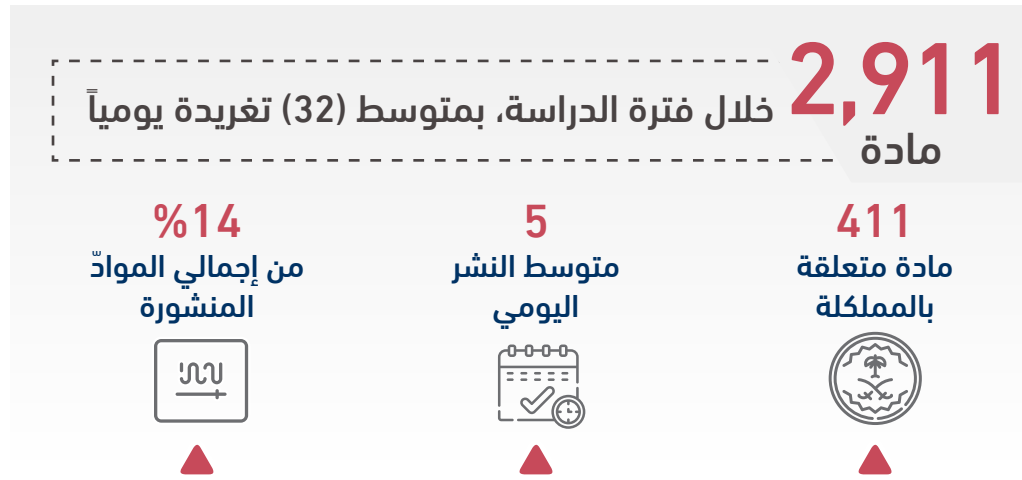 2,911
مادة
خلال فترة الدراسة، بمتوسط (32) تغريدة يومياً
411
مادة متعلقة
بالمملكلة
5
متوسط النشر
اليومي
%14
من إجمالي الموادّ
المنشورة